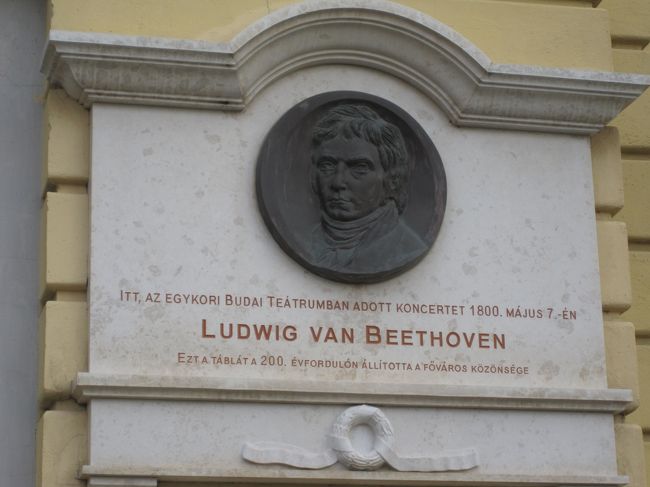 Itt, az egykori Budai Teátrumban adott koncertet 1800. május 7.-én
Ludwig van Beethoven
Ezt a táblát a 200. évfordulón állította a főváros közönsége